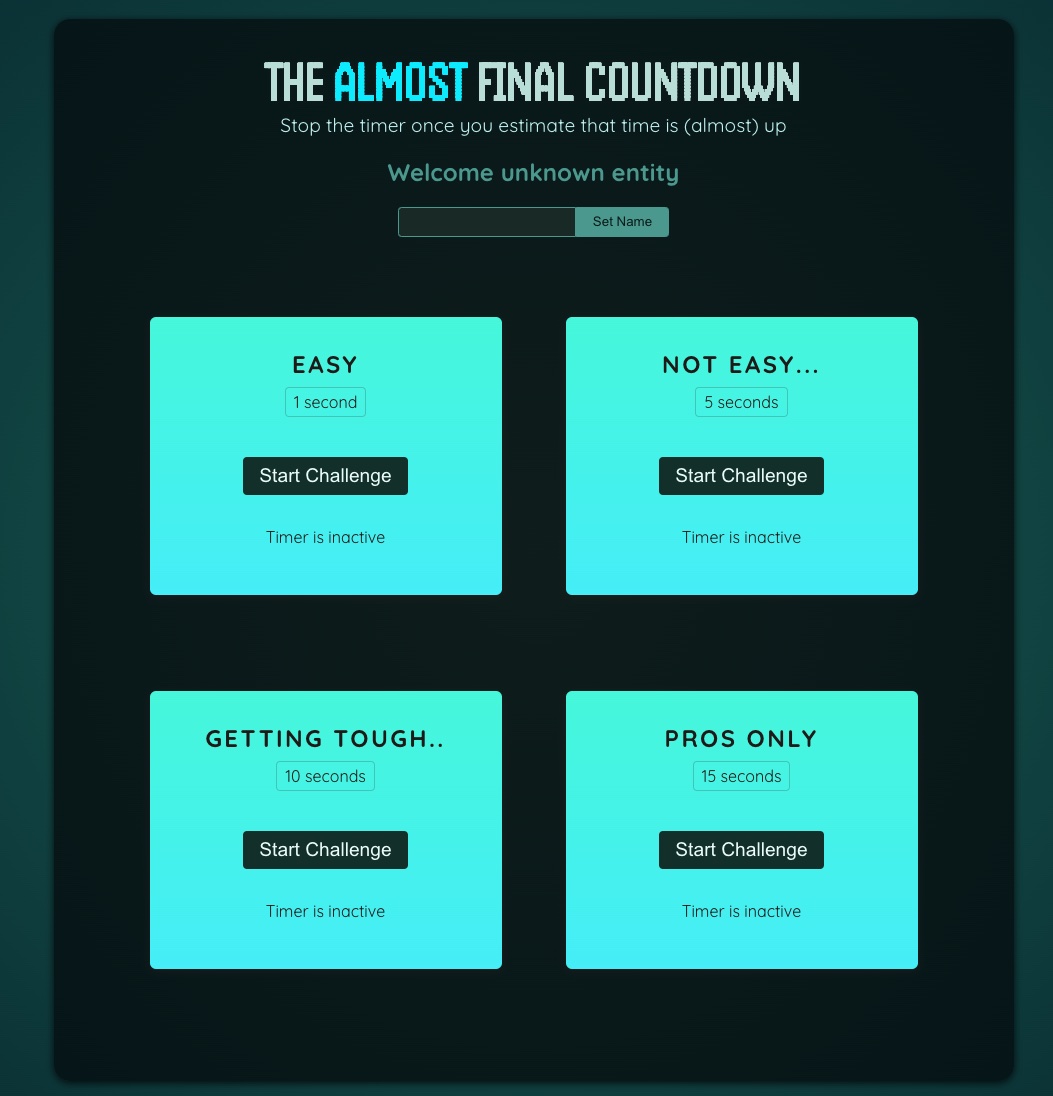 THE ALMOST FINAL COUNTDOWN
Stop the timer once you estimate that time is (almost) up
Welcome unknown entity
Set Name
EASY
1 second
Start Challenge
Timer is inactive
NOT EASY...
5 seconds
Start Challenge
Timer is inactive
GETTING TOUGH..
10 seconds
Start Challenge
Timer is inactive
PROS ONLY
15 seconds
Start Challenge
Timer is inactive